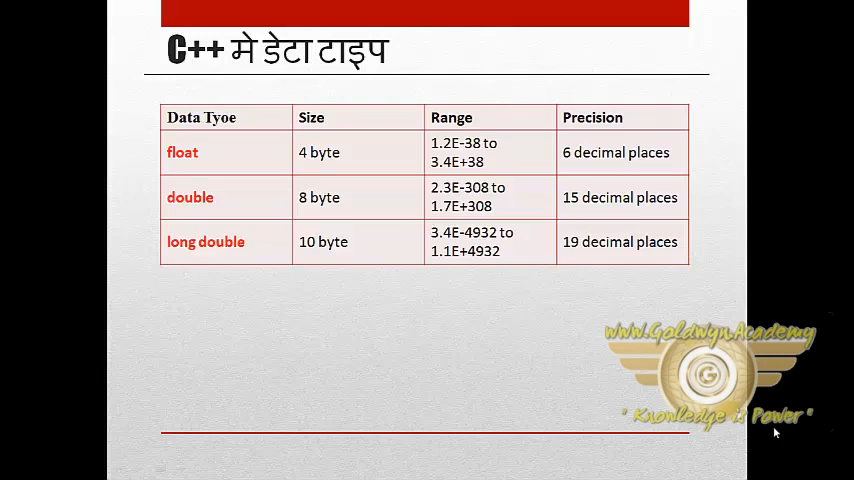 C++ मे डेटा टाइप
Data Tyoe Size Range Precision
float 4 byte 1.2E-38 to 6 decimal places
3.4E+38
double 8 byte 2.3E-308 to 15 decimal places
1.7E+308
long double 10 byte 3.4E-4932 to 19 decimal places
1.1E+4932
www.GoldwynAcademy
G
" Knowledge is Power "